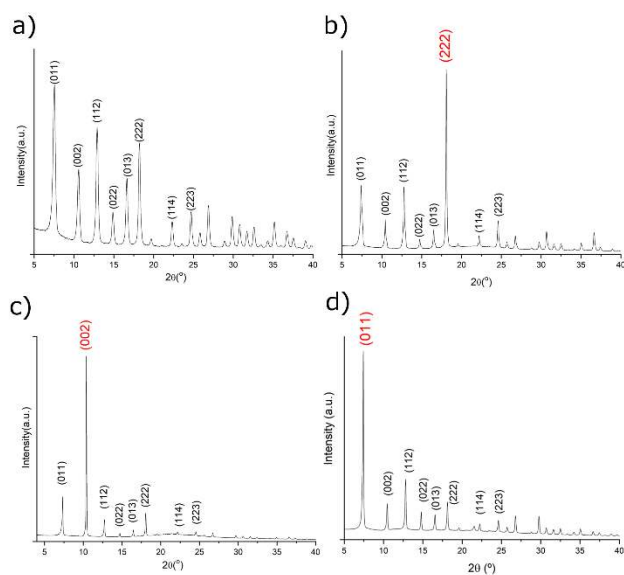 a)
Intensity(a.u.)
(011)
(002)
(112)
(022)
(013)
(222)
(114)
(223)
5 10 15 20 25 30 35 40
2θ(º)
b)
Intensity(a.u.)
(011)
(002)
(112)
(022)
(013)
(222)
(114)
(223)
5 10 15 20 25 30 35 40
2θ(º)
c)
Intensity(a.u.)
(011)
(002)
(112)
(022)
(013)
(222)
(114)
(223)
5 10 15 20 25 30 35 40
2θ(º)
d)
Intensity (a.u.)
(011)
(002)
(112)
(022)
(013)
(222)
(114)
(223)
5 10 15 20 25 30 35 40
2θ (º)